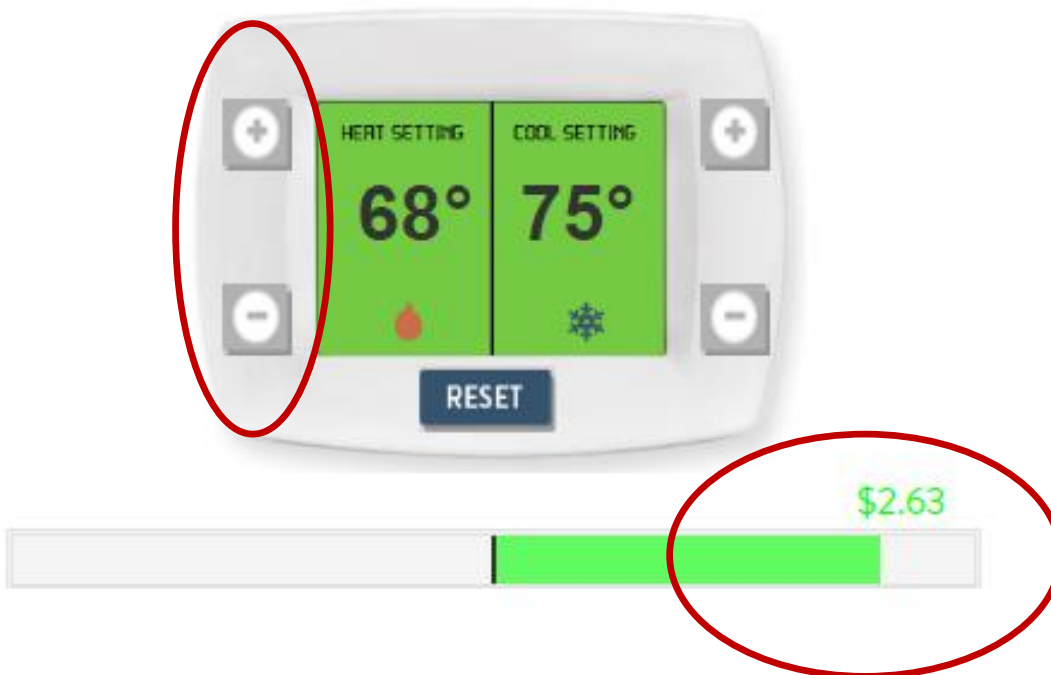 HEAT SETTING
COOL SETTING
68°
75°
RESET
$2.63